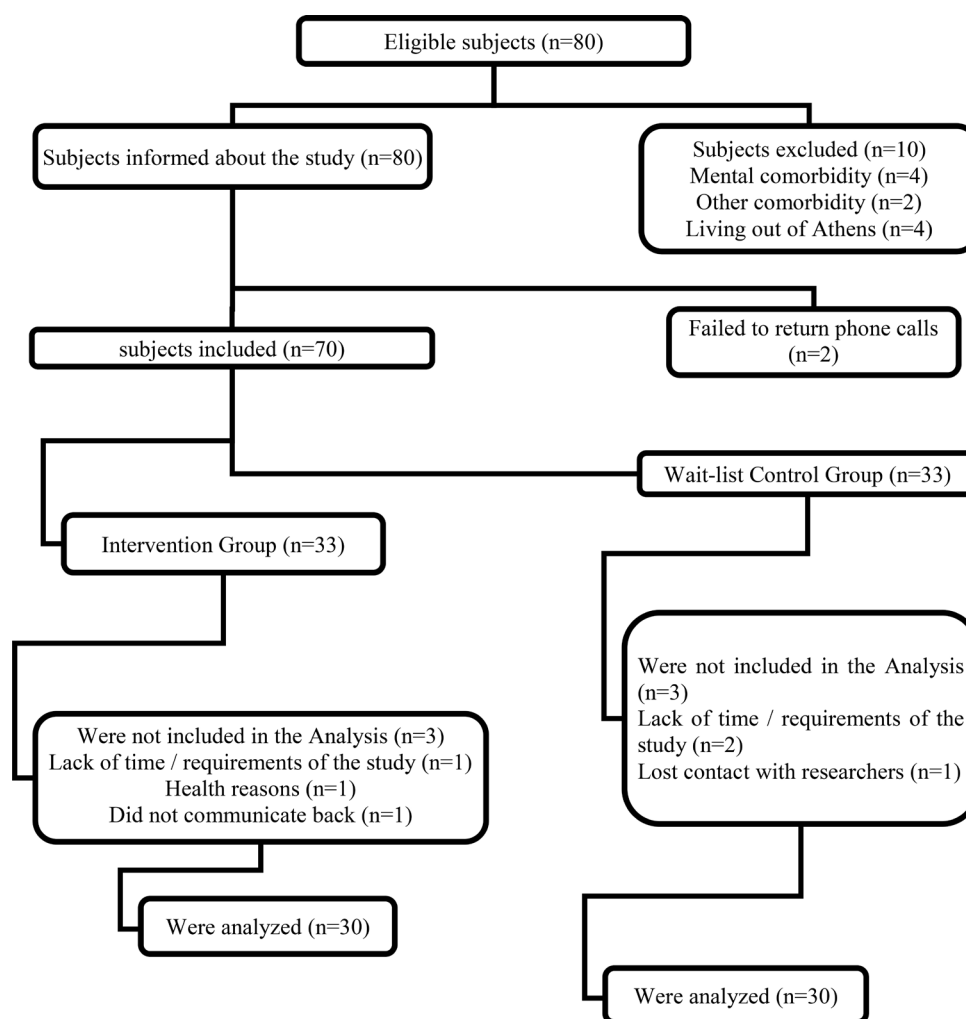 Eligible subjects (n=80)
Subjects informed about the study (n=80)
Subjects excluded (n=10)
Mental comorbidity (n=4)
Other comorbidity (n=2)
Living out of Athens (n=4)
subjects included (n=70)
Failed to return phone calls
(n=2)
Wait-list Control Group (n=33)
Intervention Group (n=33)
Were not included in the Analysis
(n=3)
Lack of time / requirements of the
study (n=2)
Lost contact with researchers (n=1)
Were not included in the Analysis (n=3)
Lack of time / requirements of the study (n=1)
Health reasons (n=1)
Did not communicate back (n=1)
Were analyzed (n=30)
Were analyzed (n=30)